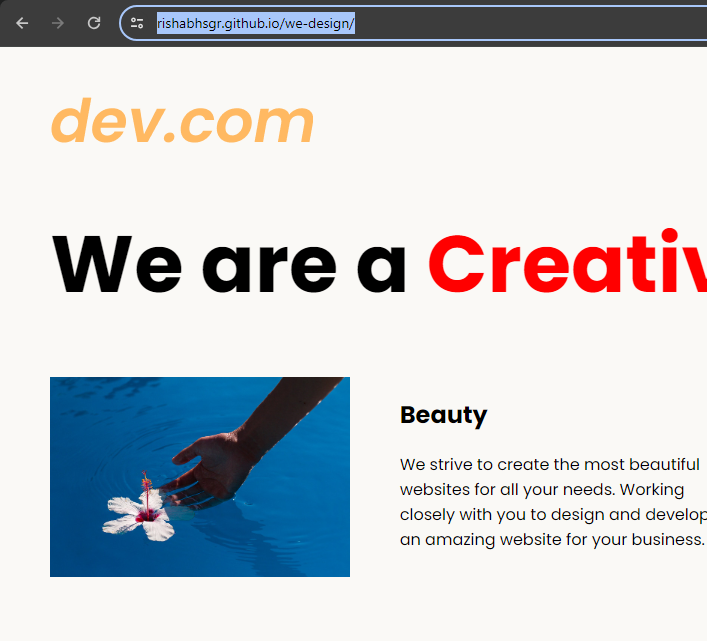 rishabhsgr.github.io/we-design/
dev.com
We are a Creativ
Beauty
We strive to create the most beautiful
websites for all your needs. Working
closely with you to design and develop
an amazing website for your business.